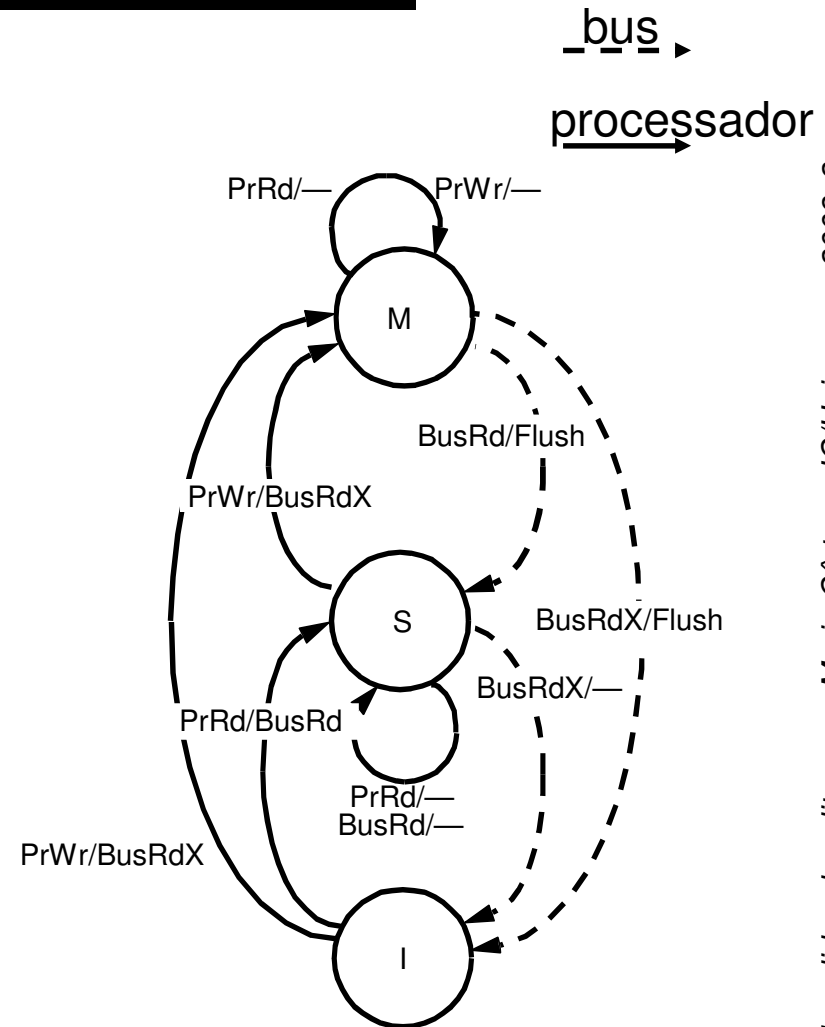 bus
processador
PrRd/— PrWr/—
M
BusRd/Flush
PrWr/BusRdX
S
BusRdX/Flush
BusRdX/—
PrRd/BusRd
PrRd/—
BusRd/—
PrWr/BusRdX
I